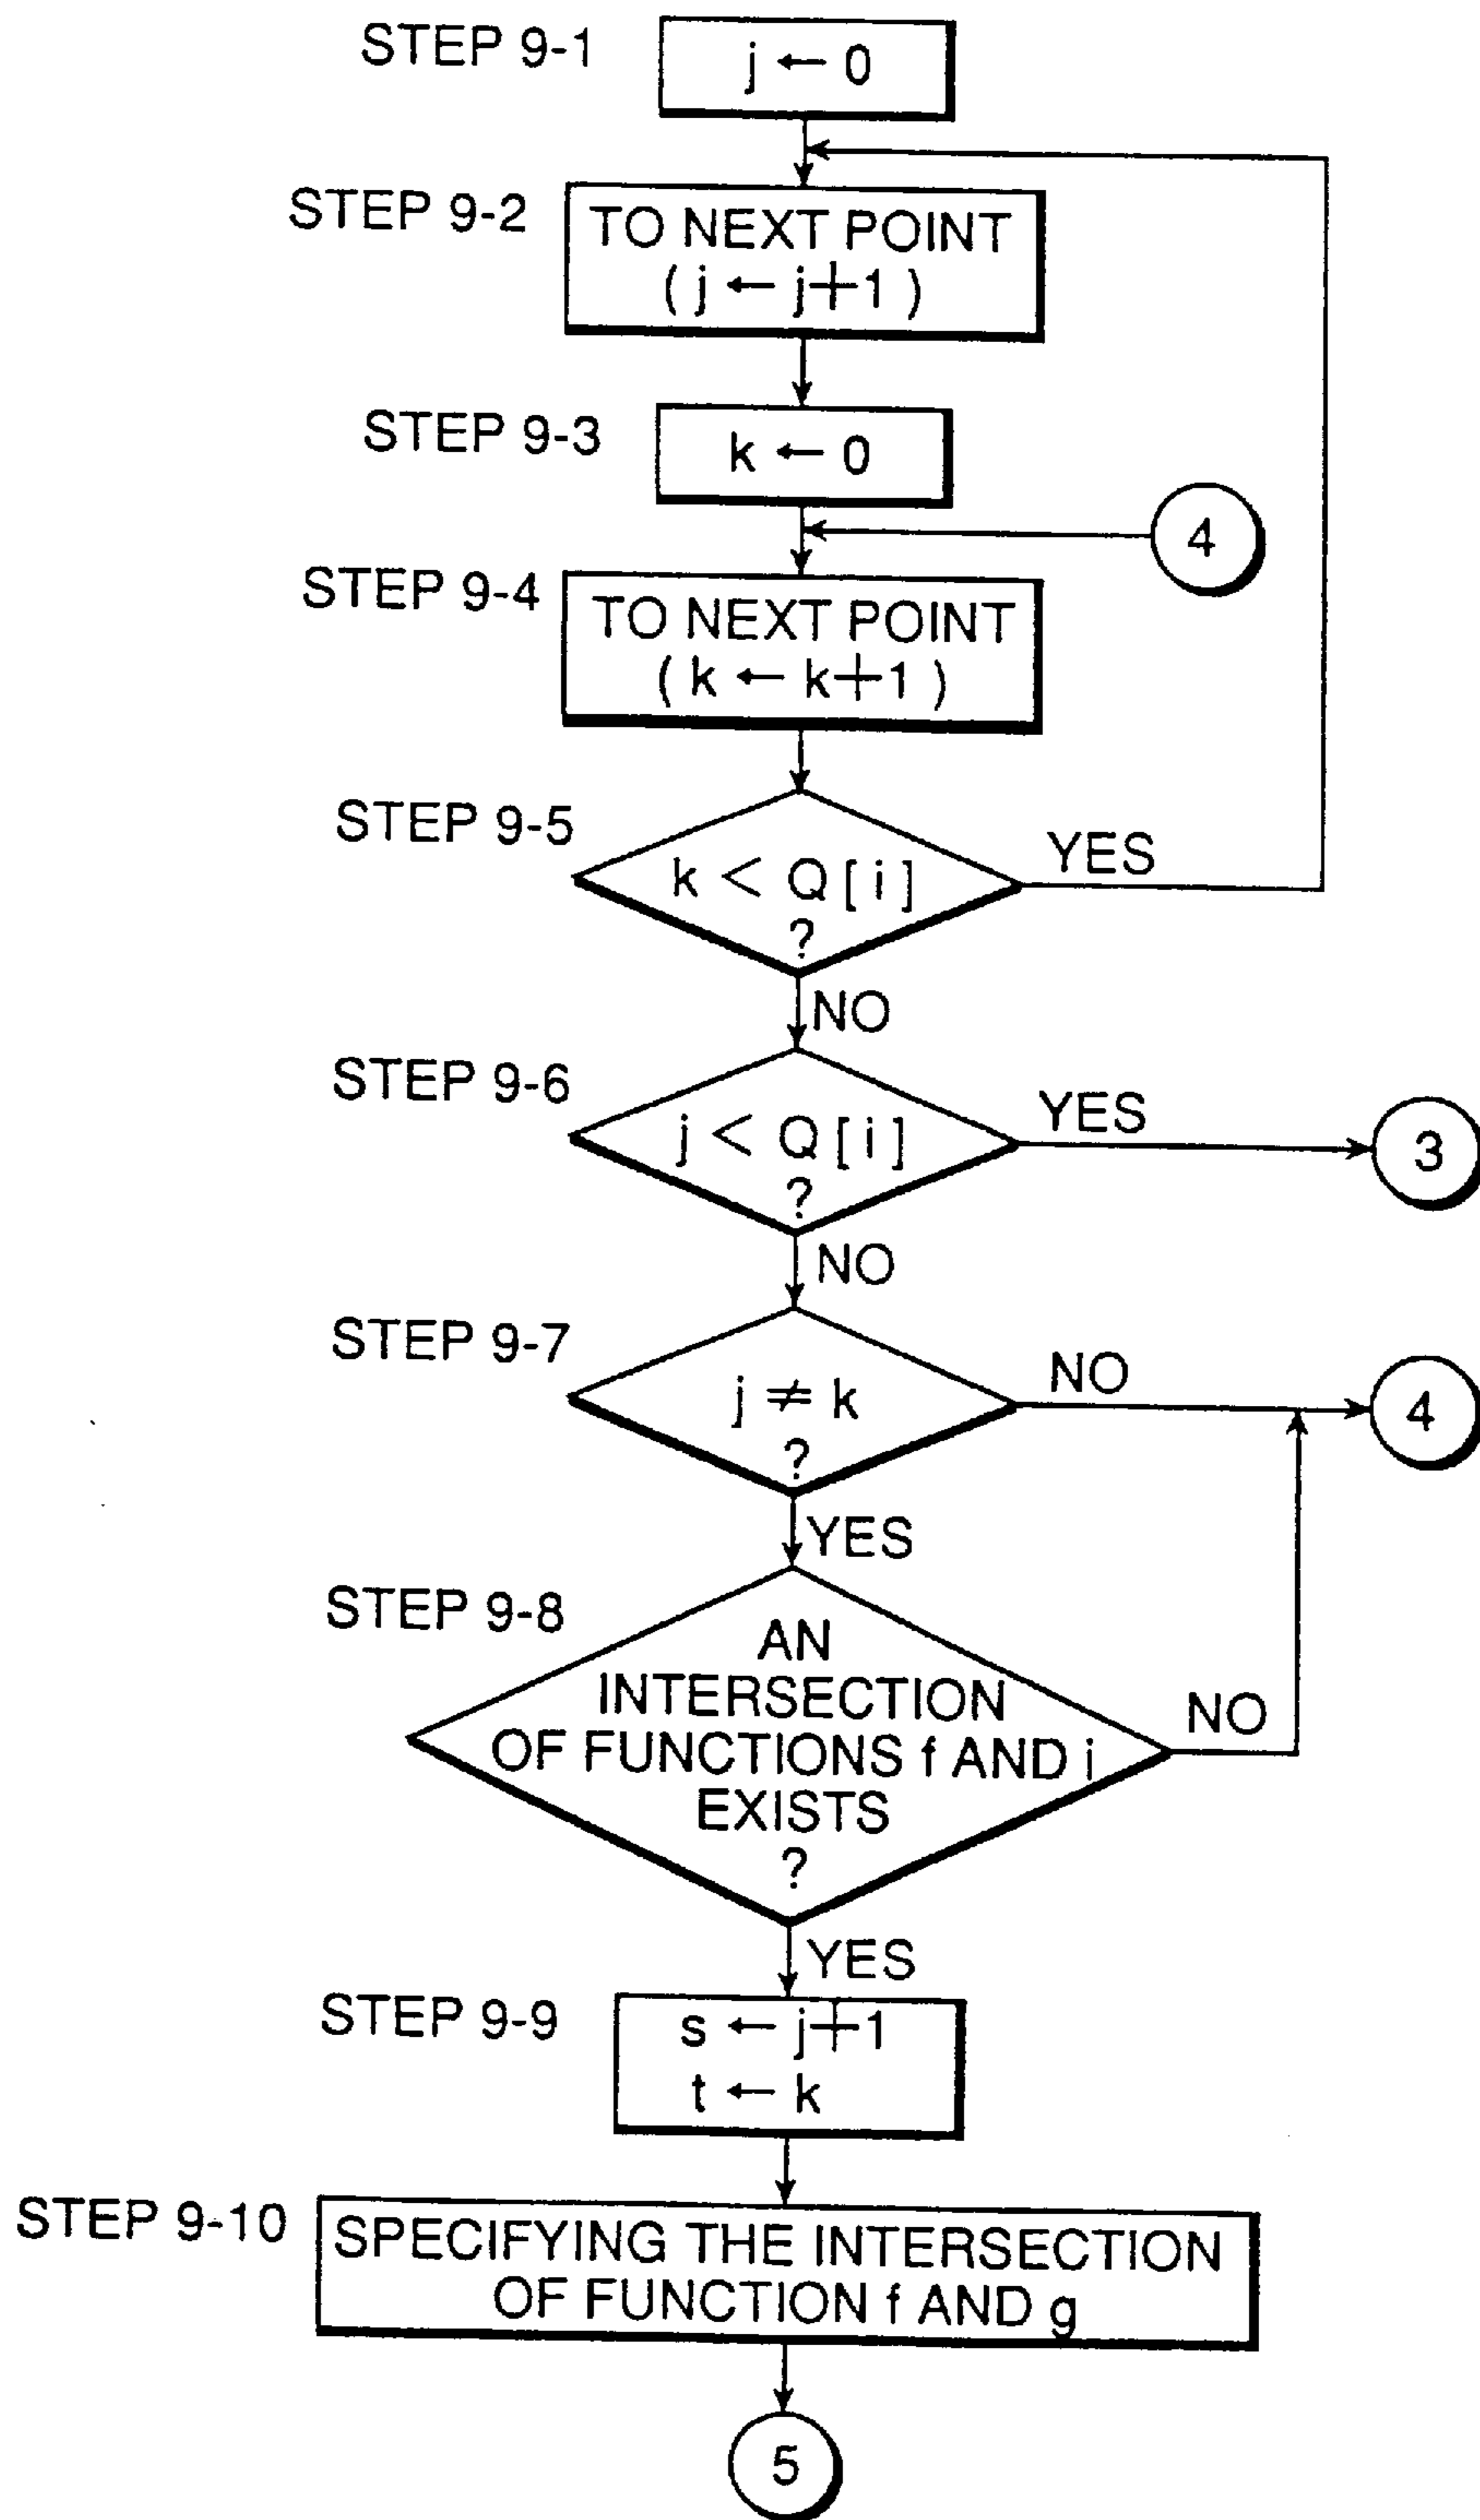 STEP 9-1
j ← 0
STEP 9-2
TO NEXT POINT
( j ← j+1 )
STEP 9-3
k ← 0
4
STEP 9-4
TO NEXT POINT
( k ← k+1 )
STEP 9-5
k < Q [ i ]
?
YES
NO
STEP 9-6
j < Q [ i ]
?
YES
3
NO
STEP 9-7
j ≠ k
?
NO
4
YES
STEP 9-8
AN
INTERSECTION
OF FUNCTIONS f AND i
EXISTS
?
NO
YES
STEP 9-9
s ← j+1
t ← k
STEP 9-10
SPECIFYING THE INTERSECTION
OF FUNCTION f AND g
5